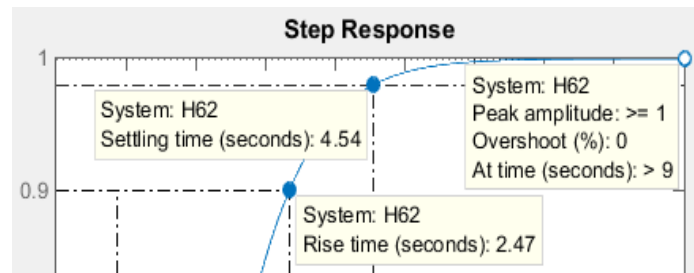 Step Response
1
System: H62
Settling time (seconds): 4.54
System: H62
Peak amplitude: >= 1
Overshoot (%): 0
At time (seconds): > 9
0.9
System: H62
Rise time (seconds): 2.47